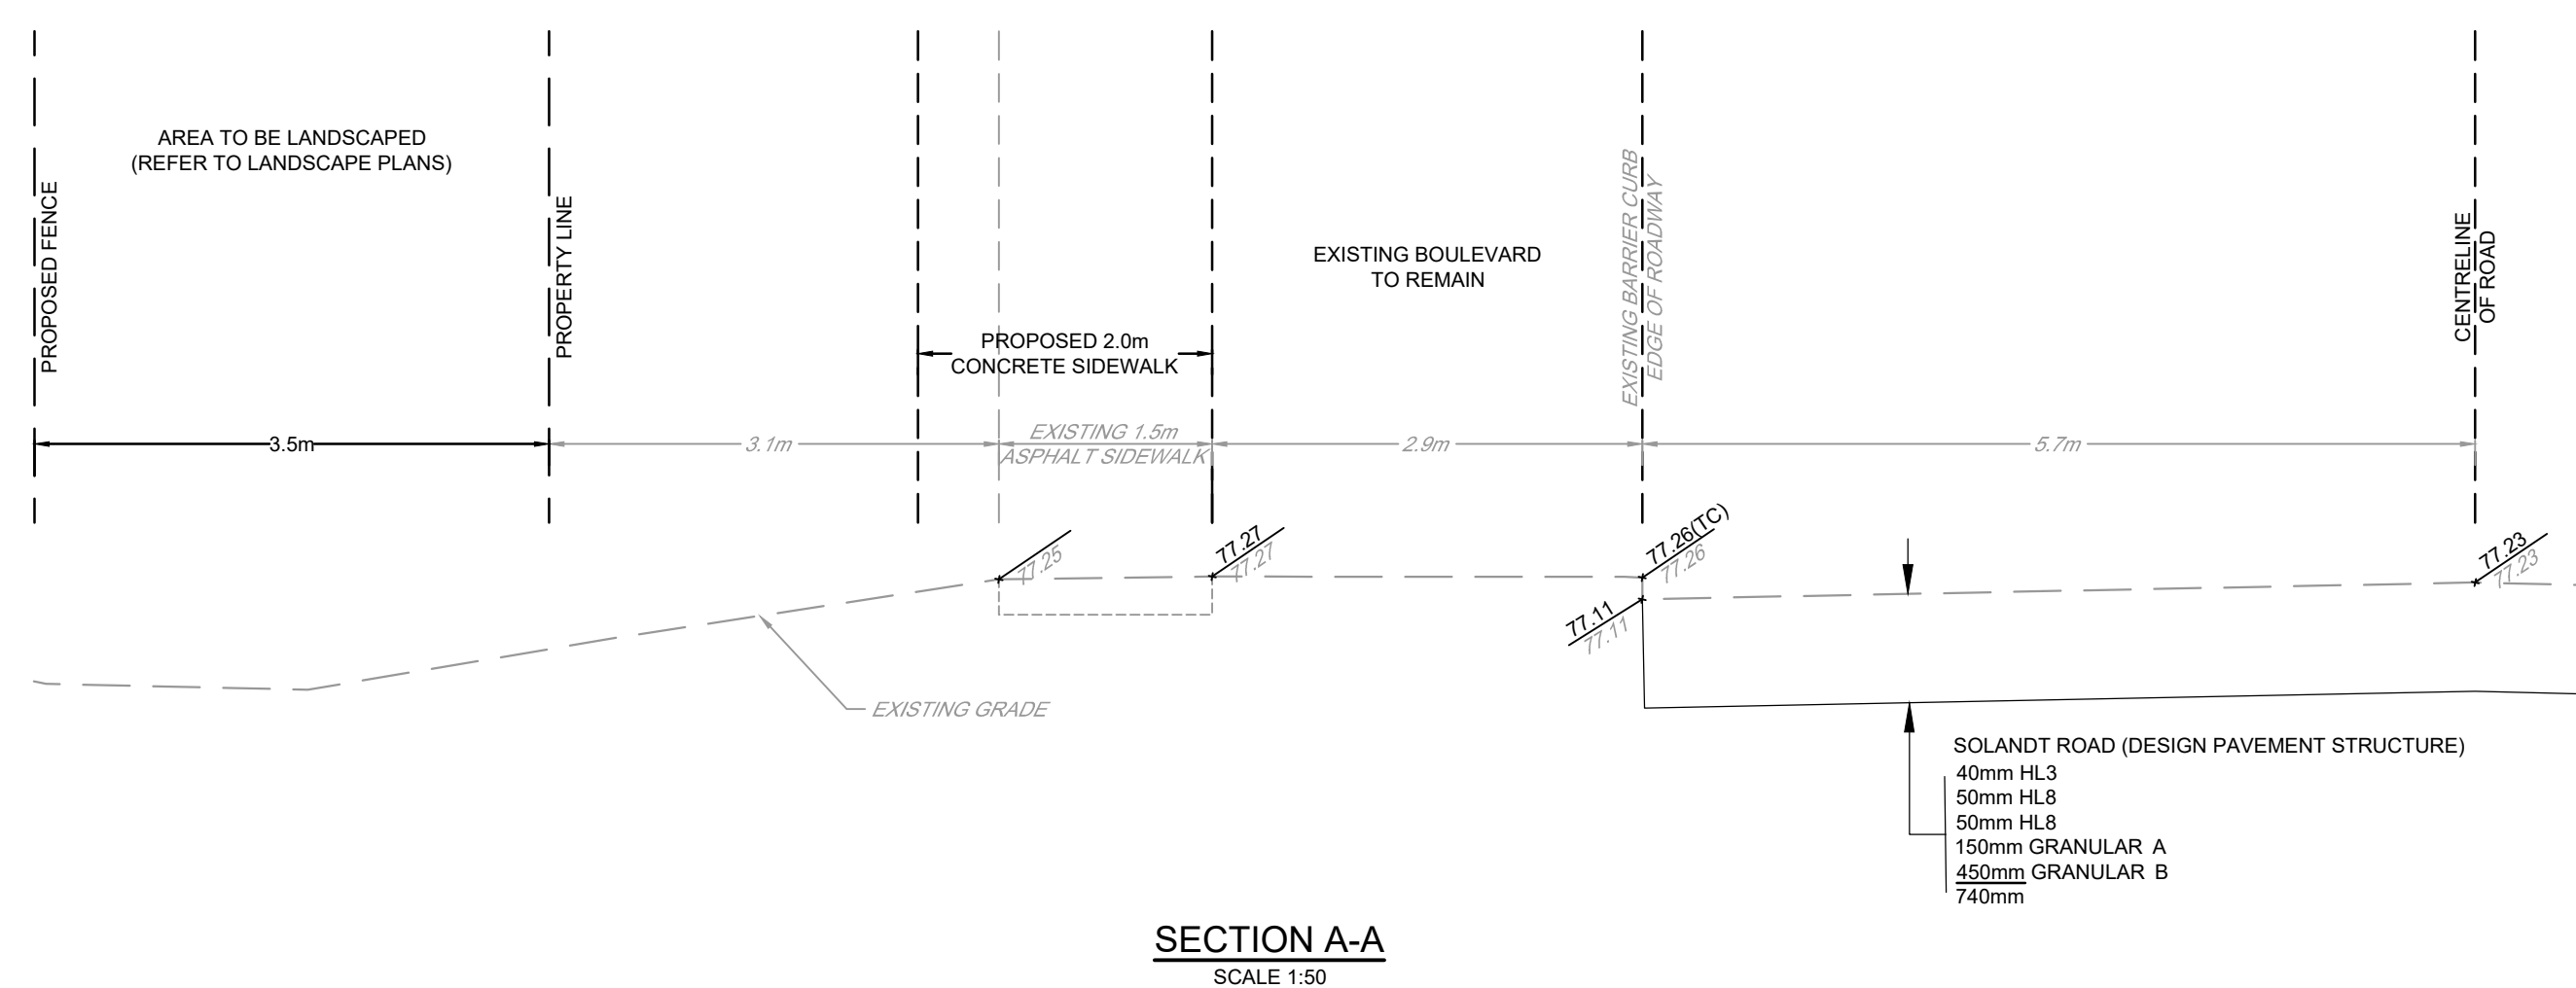 AREA TO BE LANDSCAPED
(REFER TO LANDSCAPE PLANS)
PROPOSED FENCE
PROPERTY LINE
PROPOSED 2.0m
CONCRETE SIDEWALK
EXISTING BOULEVARD
TO REMAIN
EXISTING BARRIER CURB
EDGE OF ROADWAY
CENTRELINE
OF ROAD
3.5m
3.1m
EXISTING 1.5m
ASPHALT SIDEWALK
2.9m
5.7m
77.25
77.27
77.27
77.26(TC)
77.26
77.11
77.11
77.23
77.23
EXISTING GRADE
SOLANDT ROAD (DESIGN PAVEMENT STRUCTURE)
40mm HL3
50mm HL8
50mm HL8
150mm GRANULAR A
450mm GRANULAR B
740mm
SECTION A-A
SCALE 1:50